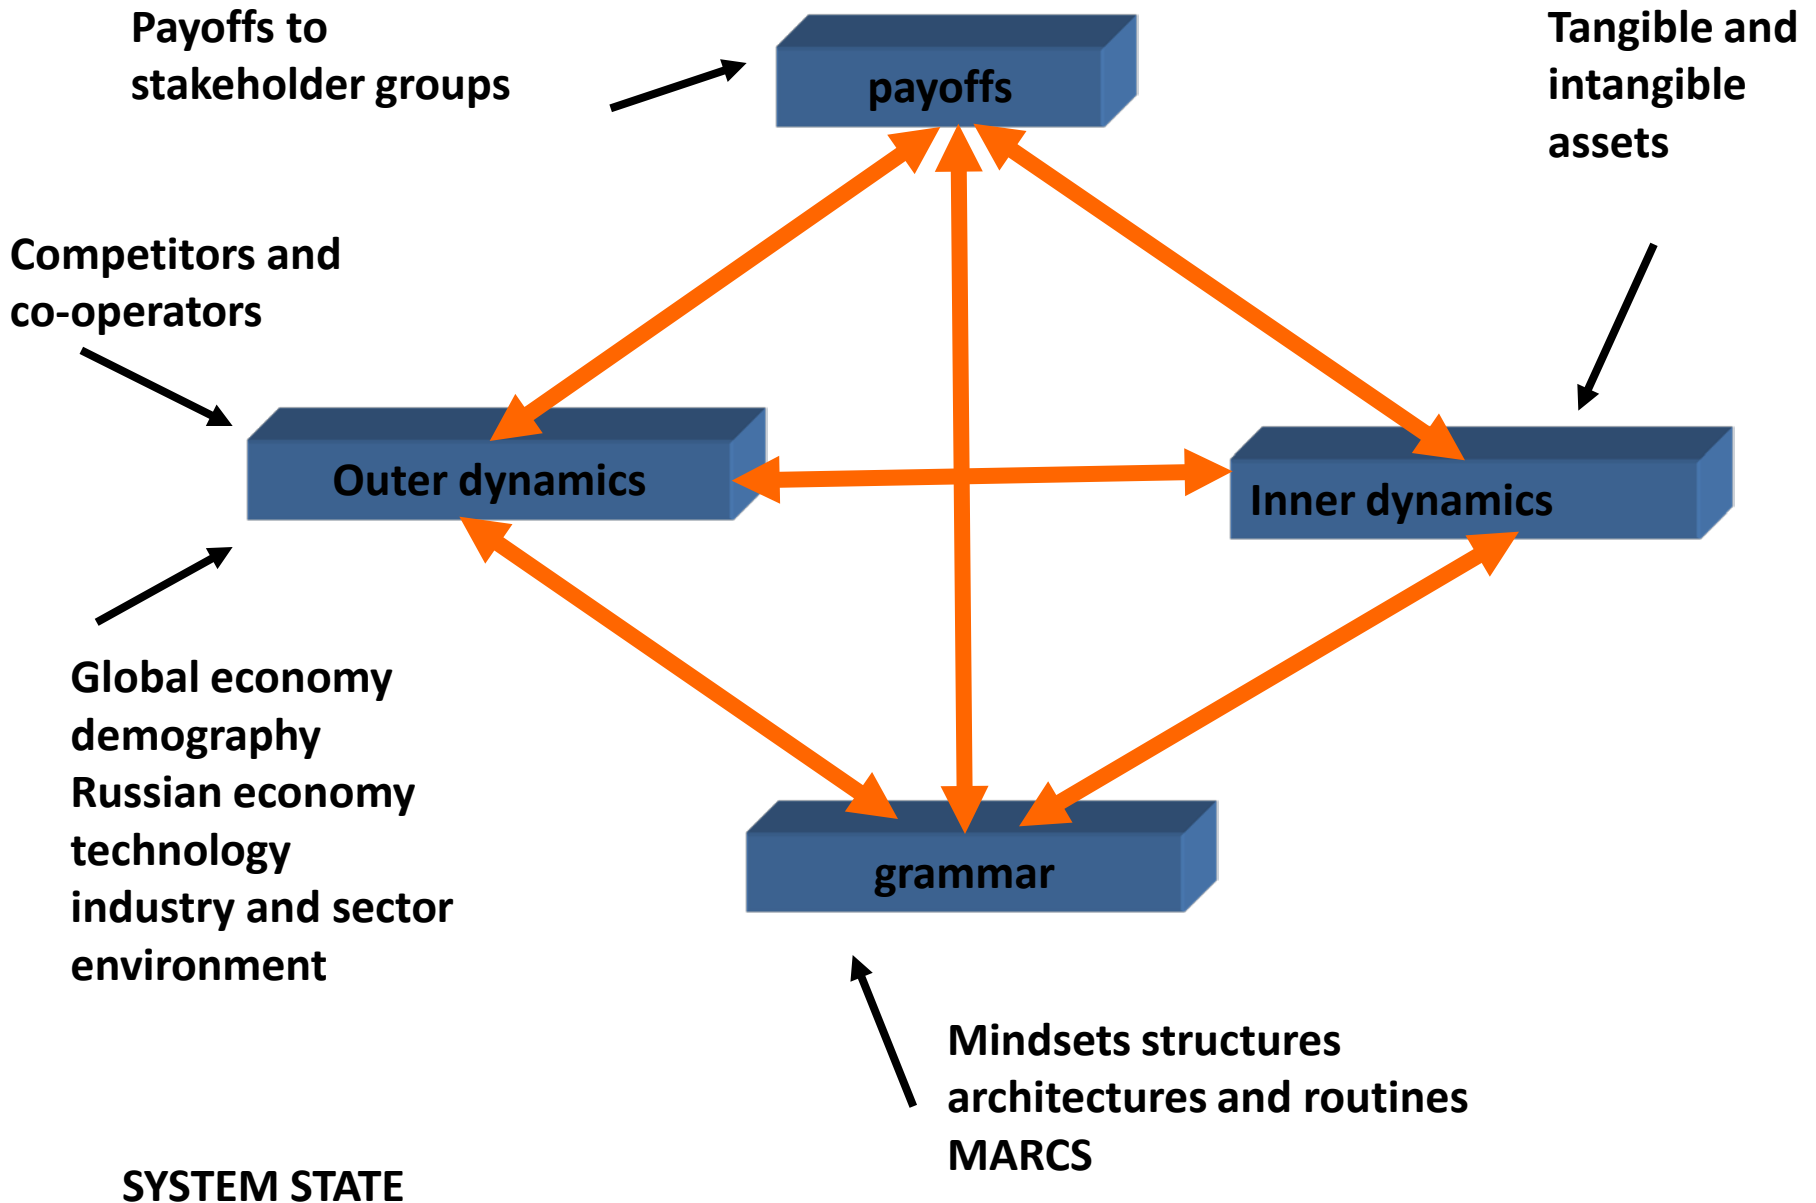 Payoffs to
stakeholder groups
payoffs
Tangible and
intangible
assets
Competitors and
co-operators
Outer dynamics
Inner dynamics
Global economy
demography
Russian economy
technology
industry and sector
environment
grammar
Mindsets structures
architectures and routines
MARCS
SYSTEM STATE